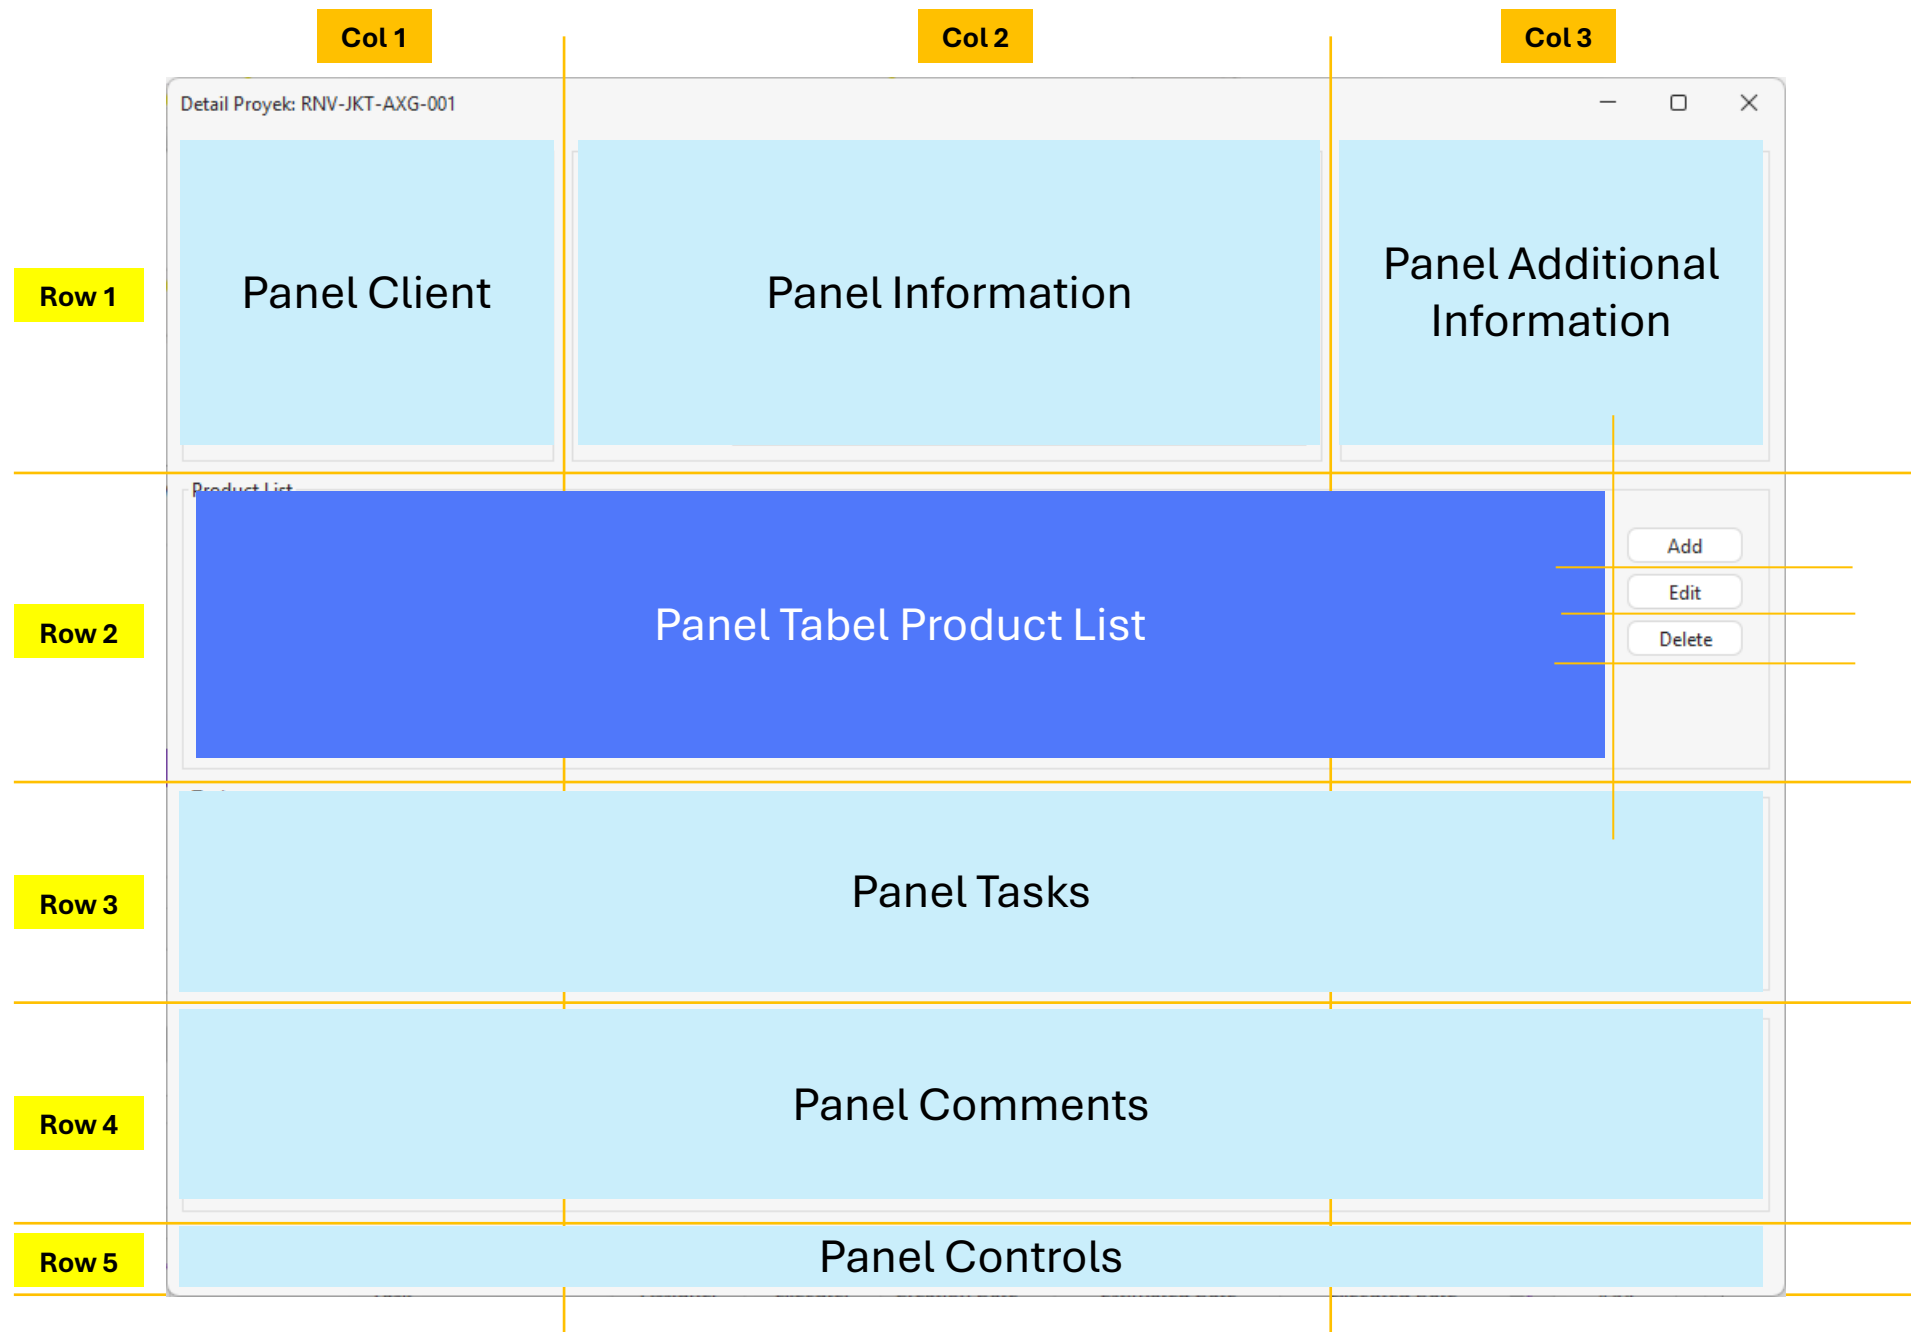 Col 1
Col 2
Col 3
Detail Proyek: RNV-JKT-AXG-001
Row 1
Panel Client
Panel Information
Panel Additional
Information
Product List
Row 2
Panel Tabel Product List
Add
Edit
Delete
Row 3
Panel Tasks
Row 4
Panel Comments
Row 5
Panel Controls